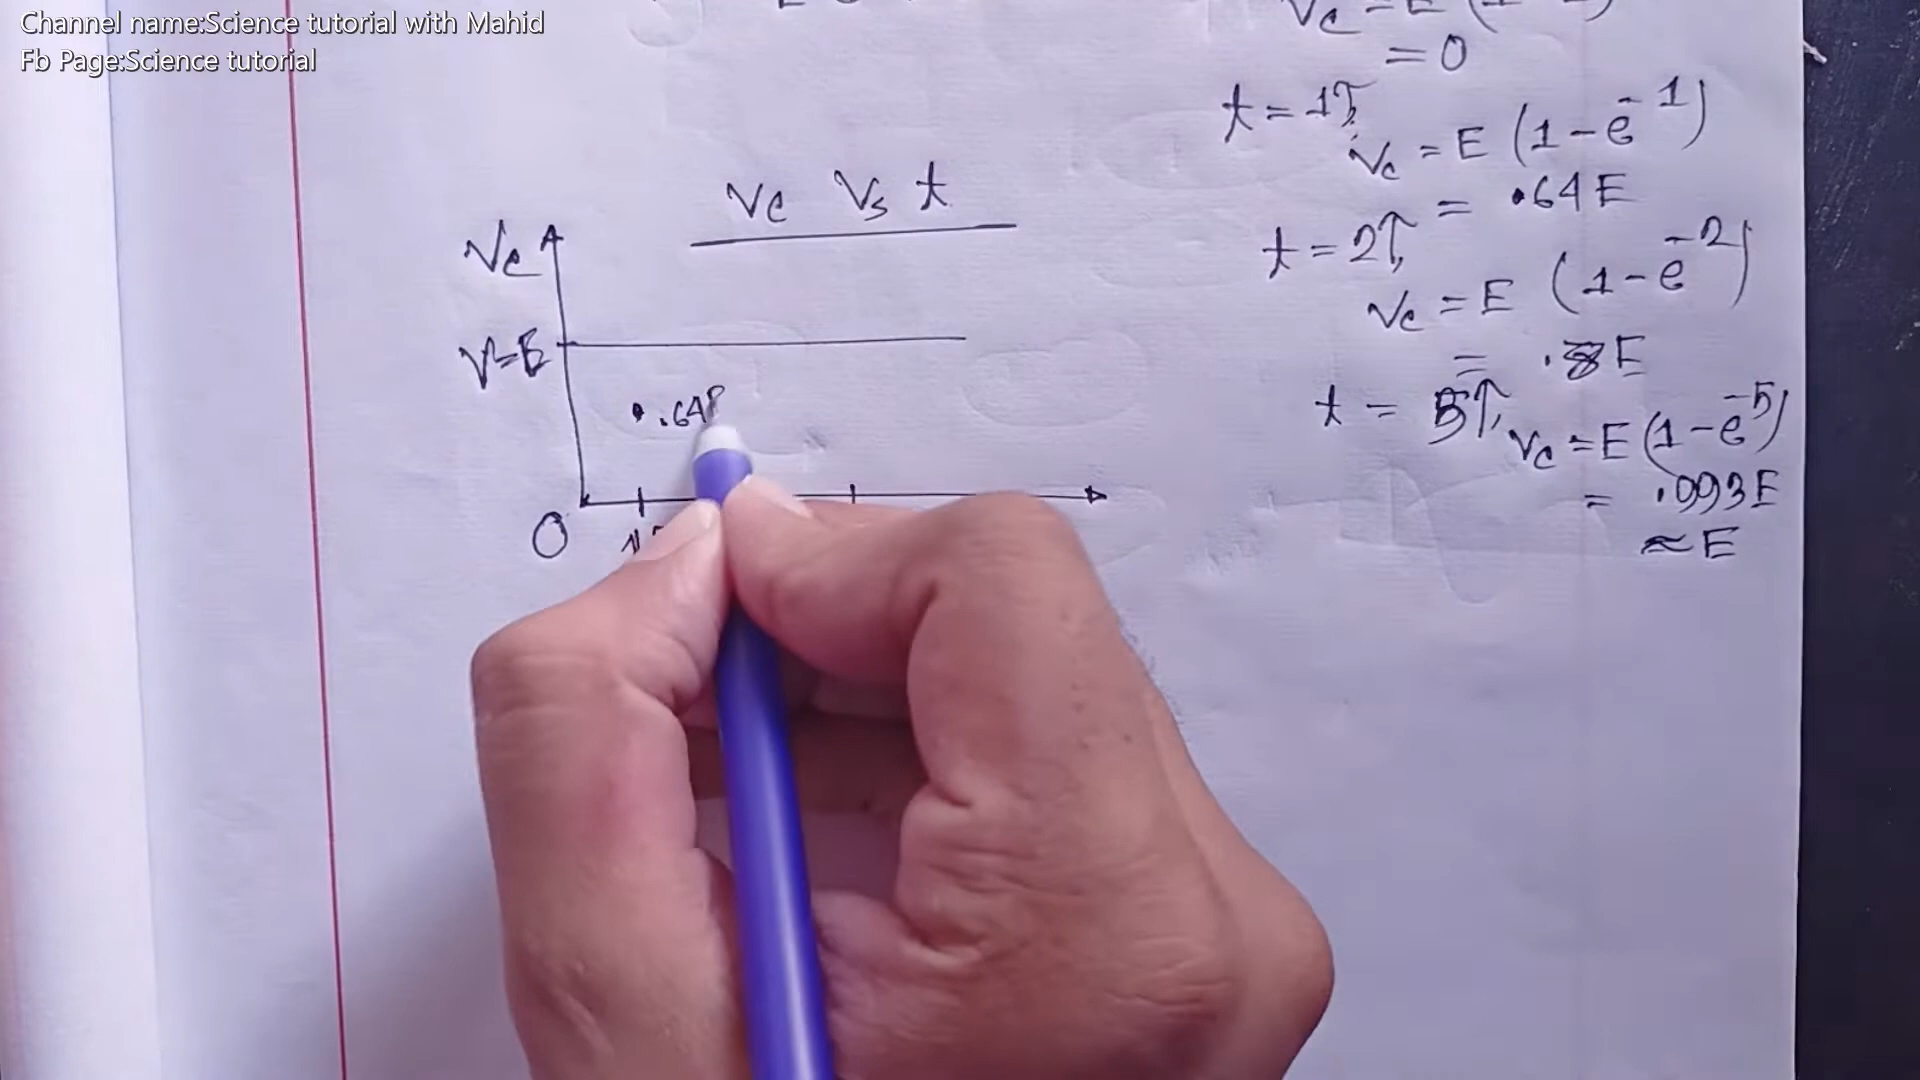 Channel name:Science tutorial with Mahid
Fb Page:Science tutorial
= 0
t = 1τ,
Vc = E (1 - e^-1)
= .64E
t = 2τ,
Vc = E (1 - e^-2)
= .8E
t = 5τ,
Vc = E (1 - e^-5)
= .993E
≈ E
Vc Vs t
Vc
V=E
.64
O